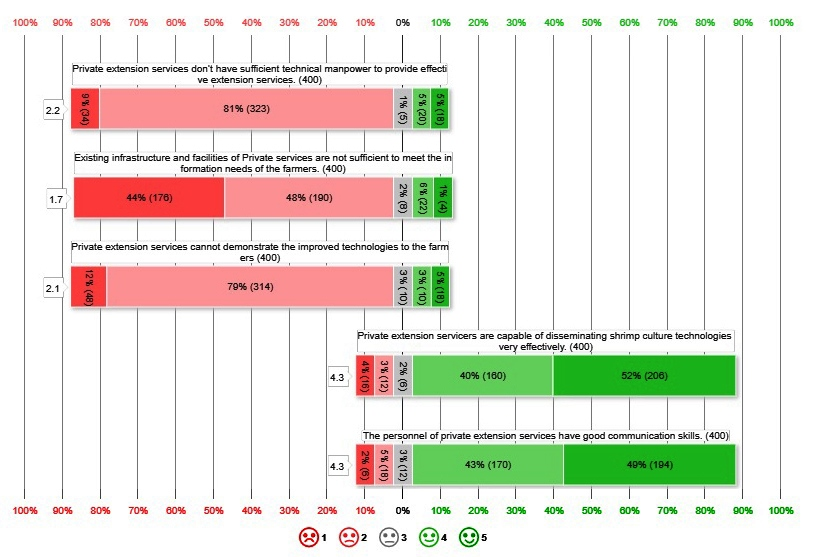 100% 90% 80% 70% 60% 50% 40% 30% 20% 10% 0% 10% 20% 30% 40% 50% 60% 70% 80% 90% 100%
Private extension services don't have sufficient technical manpower to provide effecti
ve extension services. (400)
2.2 9% (34) 81% (323) 1% (5) 5% (20) 5% (18)
Existing infrastructure and facilities of Private services are not sufficient to meet the in
formation needs of the farmers. (400)
1.7 44% (176) 48% (190) 2% (8) 6% (22) 1% (4)
Private extension services cannot demonstrate the improved technologies to the farm
ers (400)
2.1 12% (48) 79% (314) 3% (10) 3% (10) 5% (18)
Private extension servicers are capable of disseminating shrimp culture technologies
very effectively. (400)
4.3 4% (16) 3% (12) 2% (6) 40% (160) 52% (206)
The personnel of private extension services have good communication skills. (400)
4.3 2% (6) 5% (18) 3% (12) 43% (170) 49% (194)
100% 90% 80% 70% 60% 50% 40% 30% 20% 10% 0% 10% 20% 30% 40% 50% 60% 70% 80% 90% 100%
1 2 3 4 5